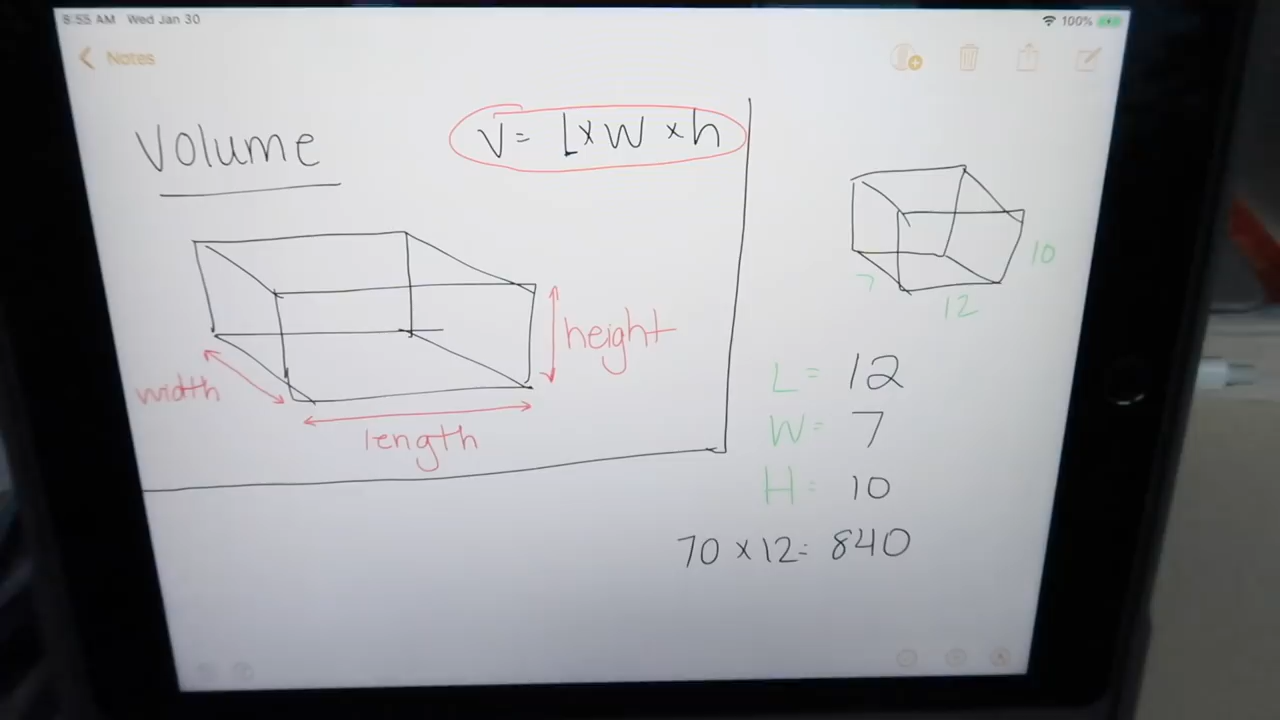 8:55 AM Wed Jan 30
100%
Notes
Volume
V= L×W×h
height
width
length
7
12
10
L= 12
W= 7
H= 10
70×12= 840